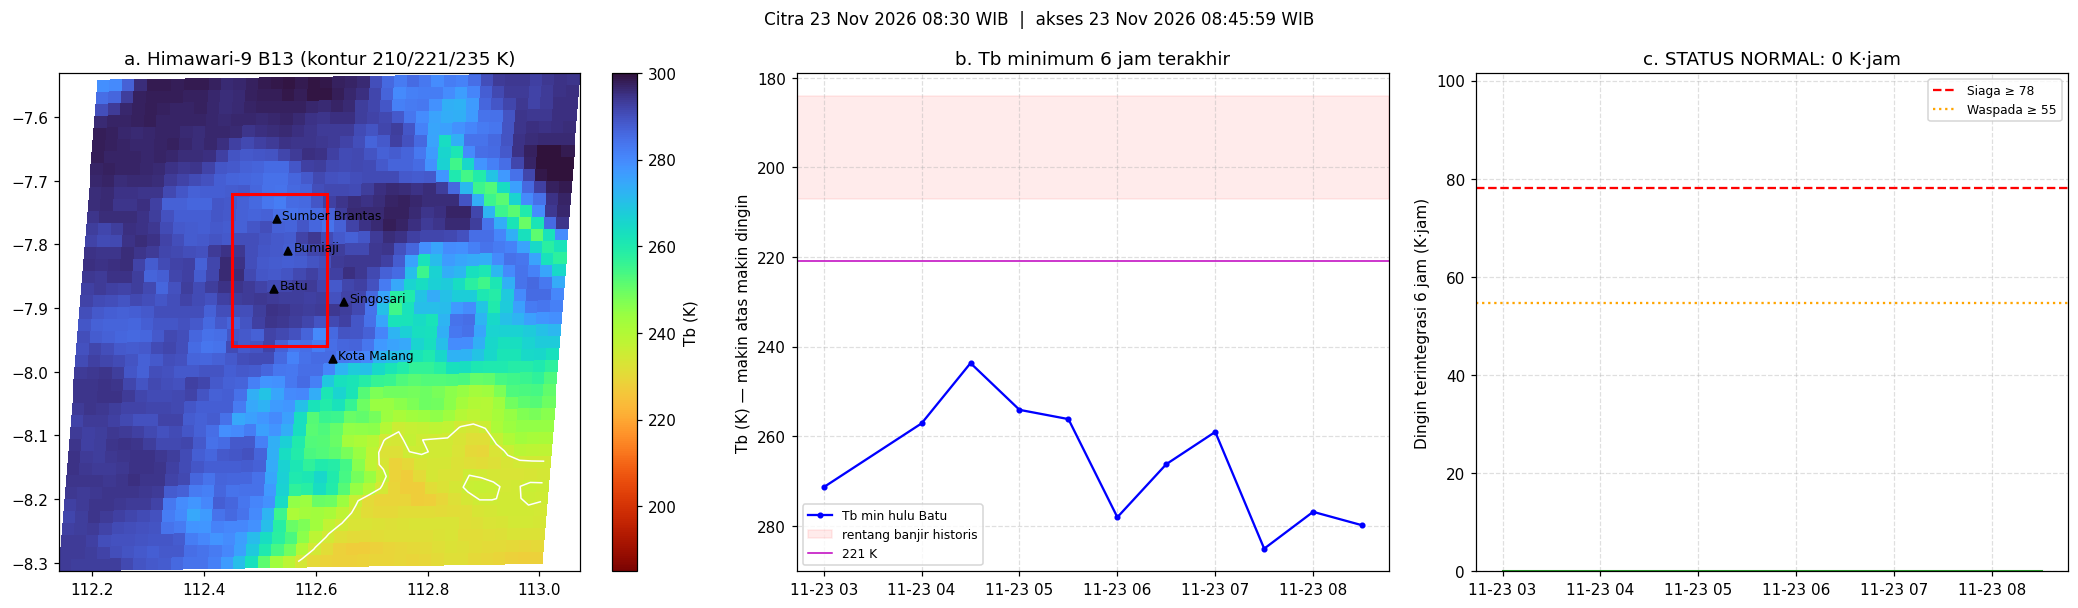 Citra 23 Nov 2026 08:30 WIB | akses 23 Nov 2026 08:45:59 WIB
a. Himawari-9 B13 (kontur 210/221/235 K)
−7.6
−7.7
−7.8
−7.9
−8.0
−8.1
−8.2
−8.3
112.2
112.4
112.6
112.8
113.0
Sumber Brantas
Bumiaji
Batu
Singosari
Kota Malang
300
280
260
240
220
200
Tb (K)
b. Tb minimum 6 jam terakhir
Tb (K) — makin atas makin dingin
180
200
220
240
260
280
Tb min hulu Batu
rentang banjir historis
221 K
11-23 03
11-23 04
11-23 05
11-23 06
11-23 07
11-23 08
c. STATUS NORMAL: 0 K·jam
Dingin terintegrasi 6 jam (K·jam)
100
80
60
40
20
0
Siaga ≥ 78
Waspada ≥ 55
11-23 03
11-23 04
11-23 05
11-23 06
11-23 07
11-23 08